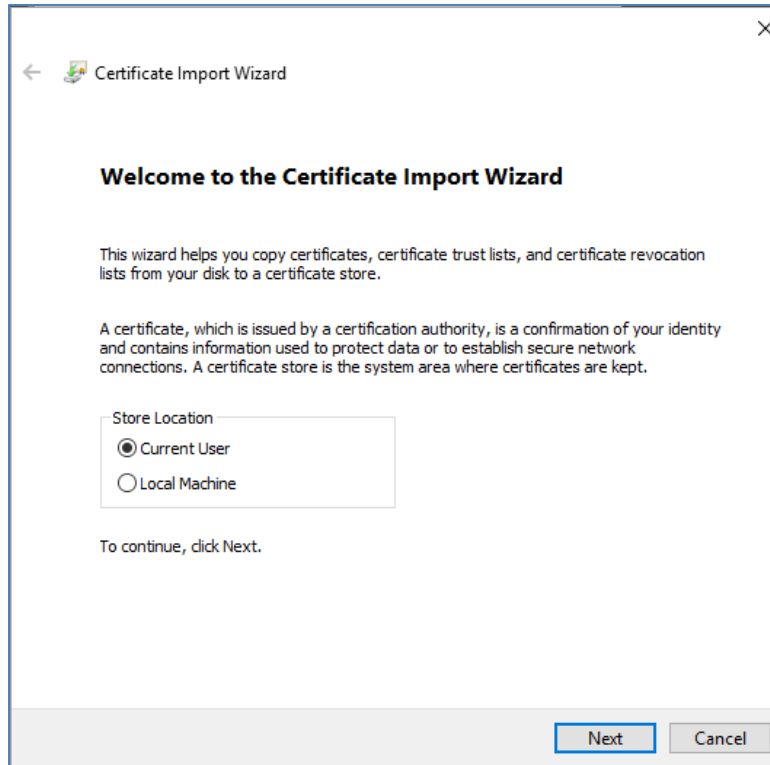 Certificate Import Wizard
Welcome to the Certificate Import Wizard
This wizard helps you copy certificates, certificate trust lists, and certificate revocation
lists from your disk to a certificate store.
A certificate, which is issued by a certification authority, is a confirmation of your identity
and contains information used to protect data or to establish secure network
connections. A certificate store is the system area where certificates are kept.
Store Location
Current User
Local Machine
To continue, click Next.
Next Cancel